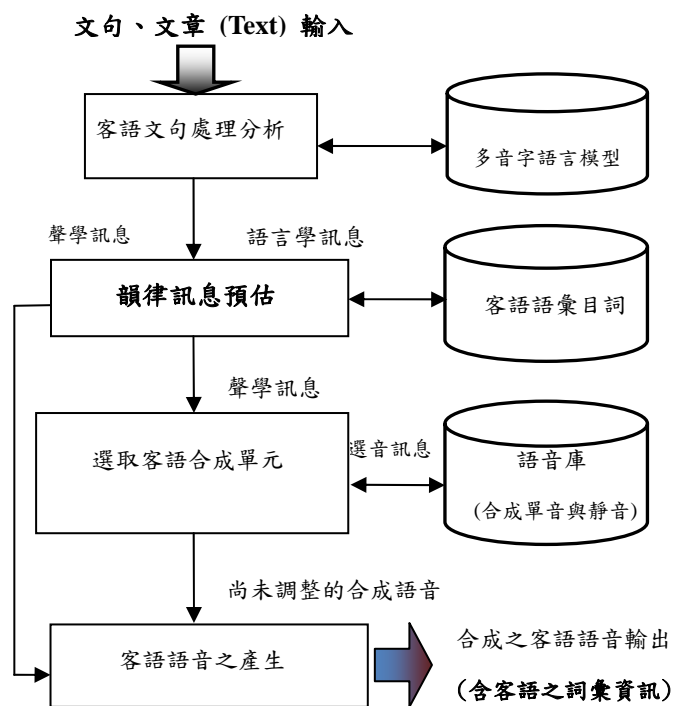 文句、文章 (Text) 輸入
客語文句處理分析
多音字語言模型
聲學訊息
語言學訊息
韻律訊息預估
客語語彙目詞
聲學訊息
選取客語合成單元
選音訊息
語音庫
(合成單音與靜音)
尚未調整的合成語音
客語語音之產生
合成之客語語音輸出
(含客語之詞彙資訊)